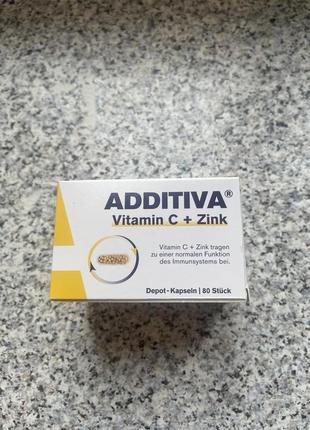 ADDITIVA®
Vitamin C + Zink
Vitamin C + Zink tragen
zu einer normalen Funktion
des Immunsystems bei.
Depot-Kapseln | 80 Stück